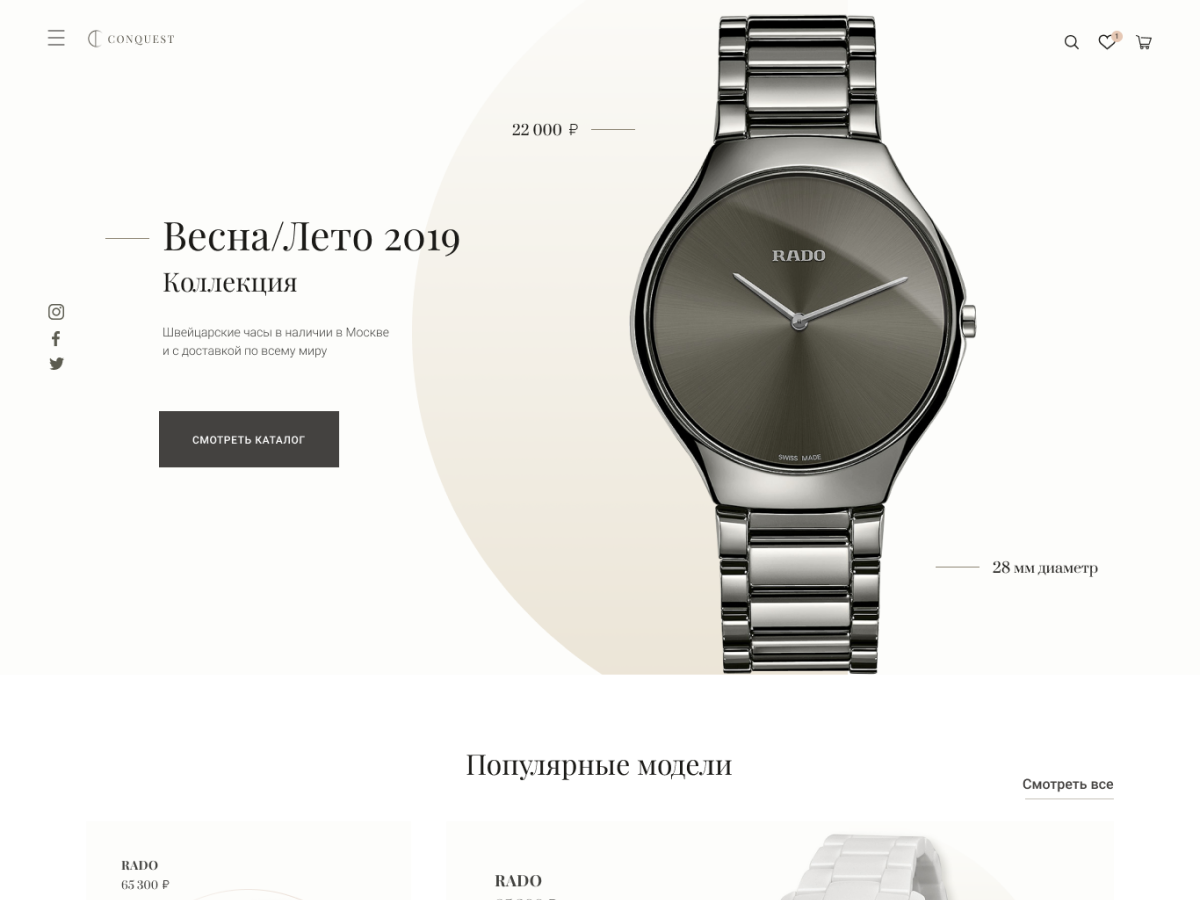 CONQUEST
1
22 000 ₽
Весна/Лето 2019
Коллекция
Швейцарские часы в наличии в Москве
и с доставкой по всему миру
СМОТРЕТЬ КАТАЛОГ
RADO
SWISS MADE
28 мм диаметр
Популярные модели
Смотреть все
RADO
65 300 ₽
RADO